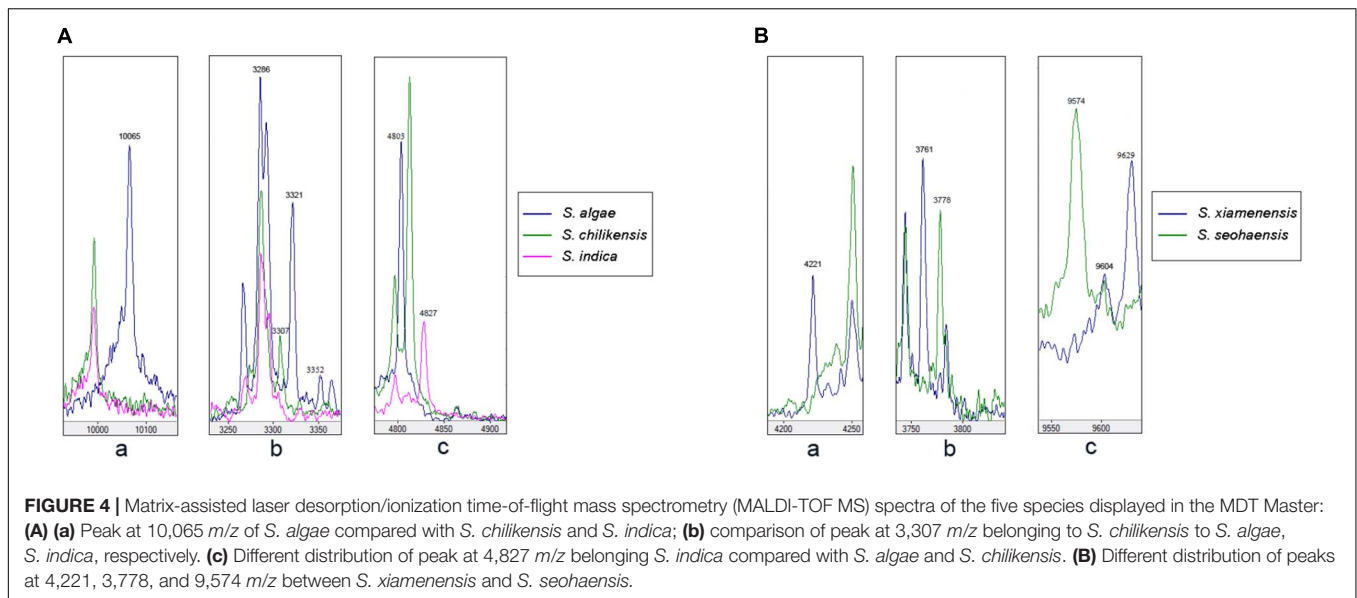 A
B
10065
3286
3321
3307
3352
4803
4827
4221
3761
3778
9574
9629
9604
S. algae
S. chilikensis
S. indica
S. xiamenensis
S. seohaensis
10000 10100
3250 3300 3350
4800 4850 4900
4200 4250
3750 3800
9550 9600
a b c a b c
FIGURE 4 | Matrix-assisted laser desorption/ionization time-of-flight mass spectrometry (MALDI-TOF MS) spectra of the five species displayed in the MDT Master:
(A) (a) Peak at 10,065 m/z of S. algae compared with S. chilikensis and S. indica; (b) comparison of peak at 3,307 m/z belonging to S. chilikensis to S. algae,
S. indica, respectively. (c) Different distribution of peak at 4,827 m/z belonging S. indica compared with S. algae and S. chilikensis. (B) Different distribution of peaks
at 4,221, 3,778, and 9,574 m/z between S. xiamenensis and S. seohaensis.